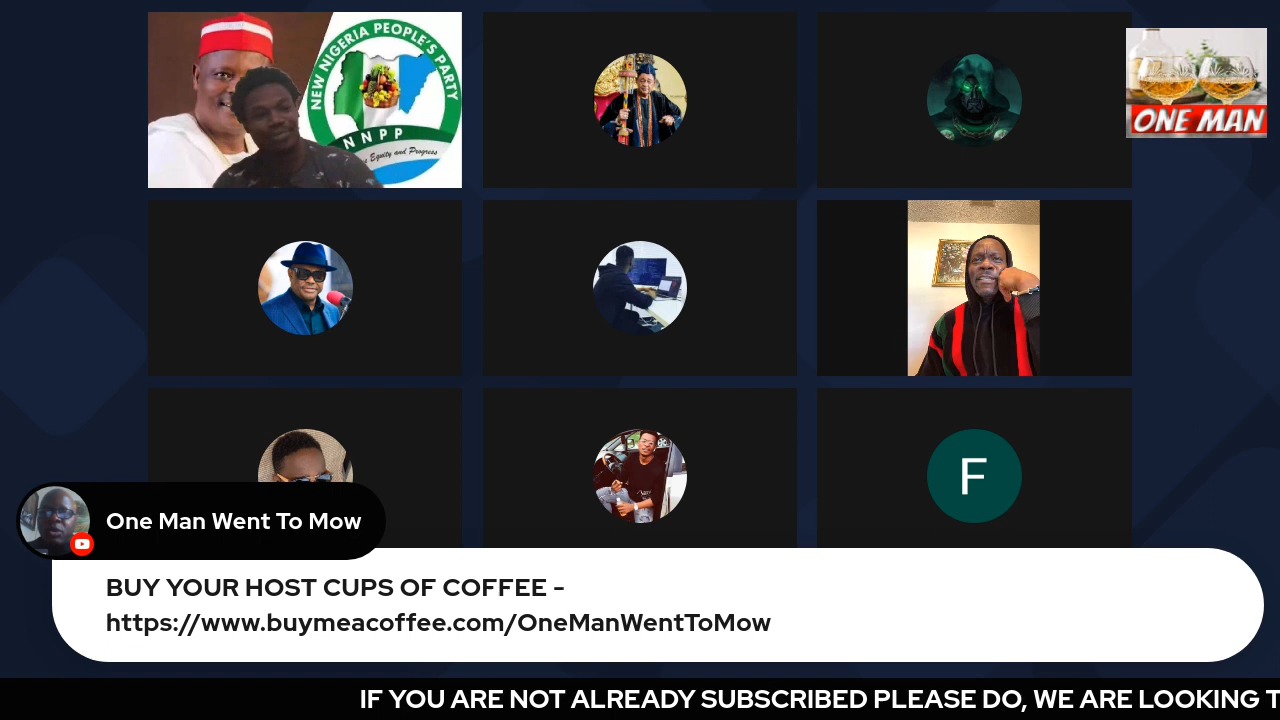 NEW NIGERIA PEOPLE'S PARTY
NNPP
Equity and Progress
ONE MAN
F
One Man Went To Mow
BUY YOUR HOST CUPS OF COFFEE -
https://www.buymeacoffee.com/OneManWentToMow
IF YOU ARE NOT ALREADY SUBSCRIBED PLEASE DO, WE ARE LOOKING T